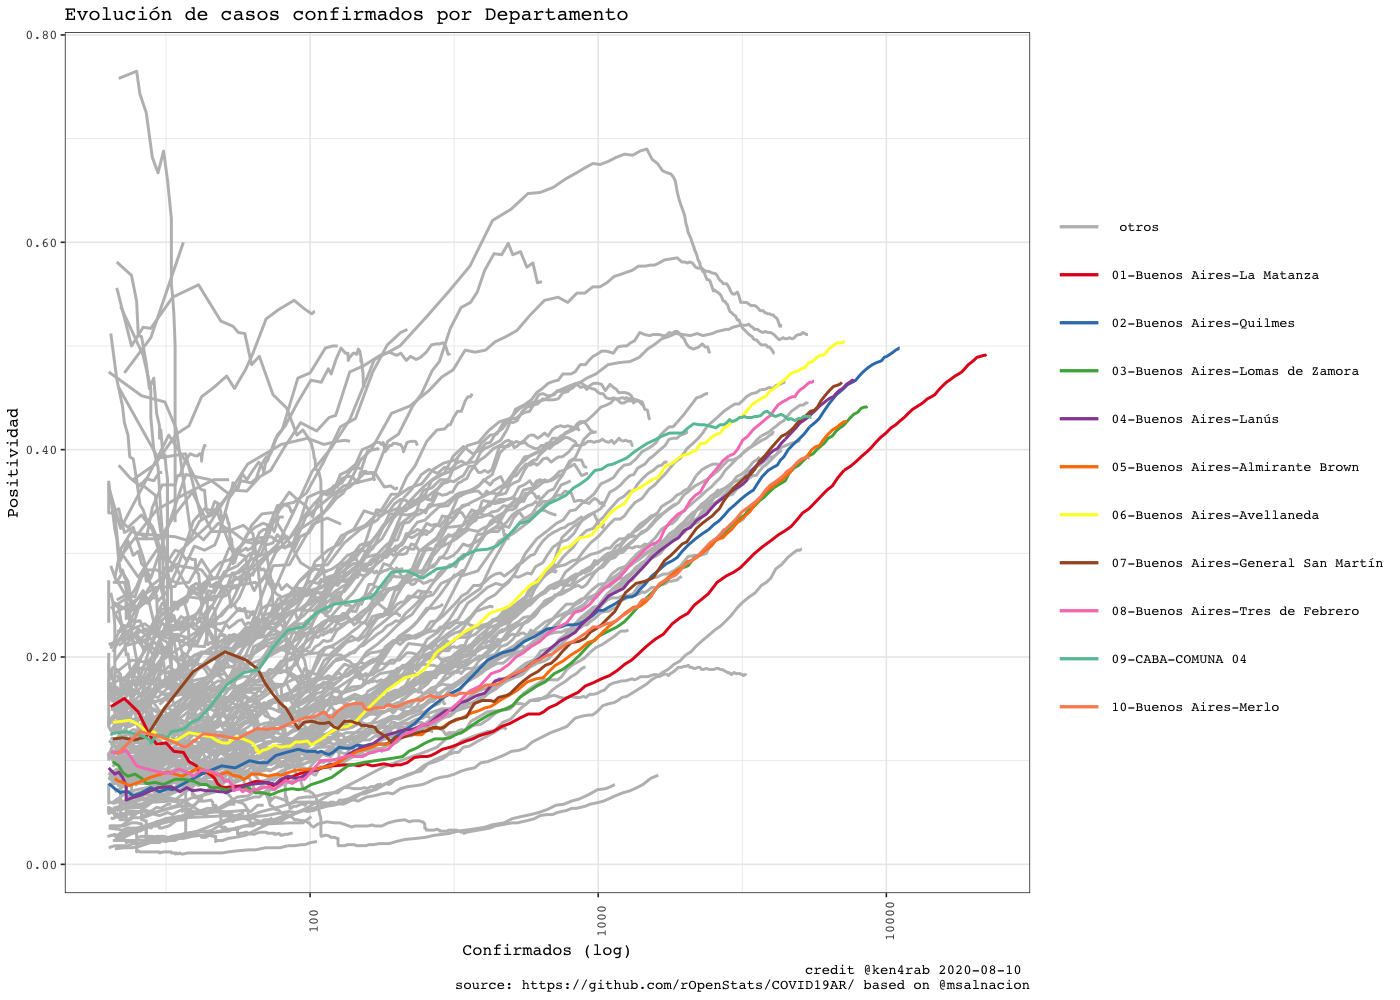 Evolución de casos confirmados por Departamento
Positividad
0.80
0.60
0.40
0.20
0.00
100
1000
10000
Confirmados (log)
otros
01-Buenos Aires-La Matanza
02-Buenos Aires-Quilmes
03-Buenos Aires-Lomas de Zamora
04-Buenos Aires-Lanús
05-Buenos Aires-Almirante Brown
06-Buenos Aires-Avellaneda
07-Buenos Aires-General San Martín
08-Buenos Aires-Tres de Febrero
09-CABA-COMUNA 04
10-Buenos Aires-Merlo
credit @ken4rab 2020-08-10
source: https://github.com/rOpenStats/COVID19AR/ based on @msalnacion